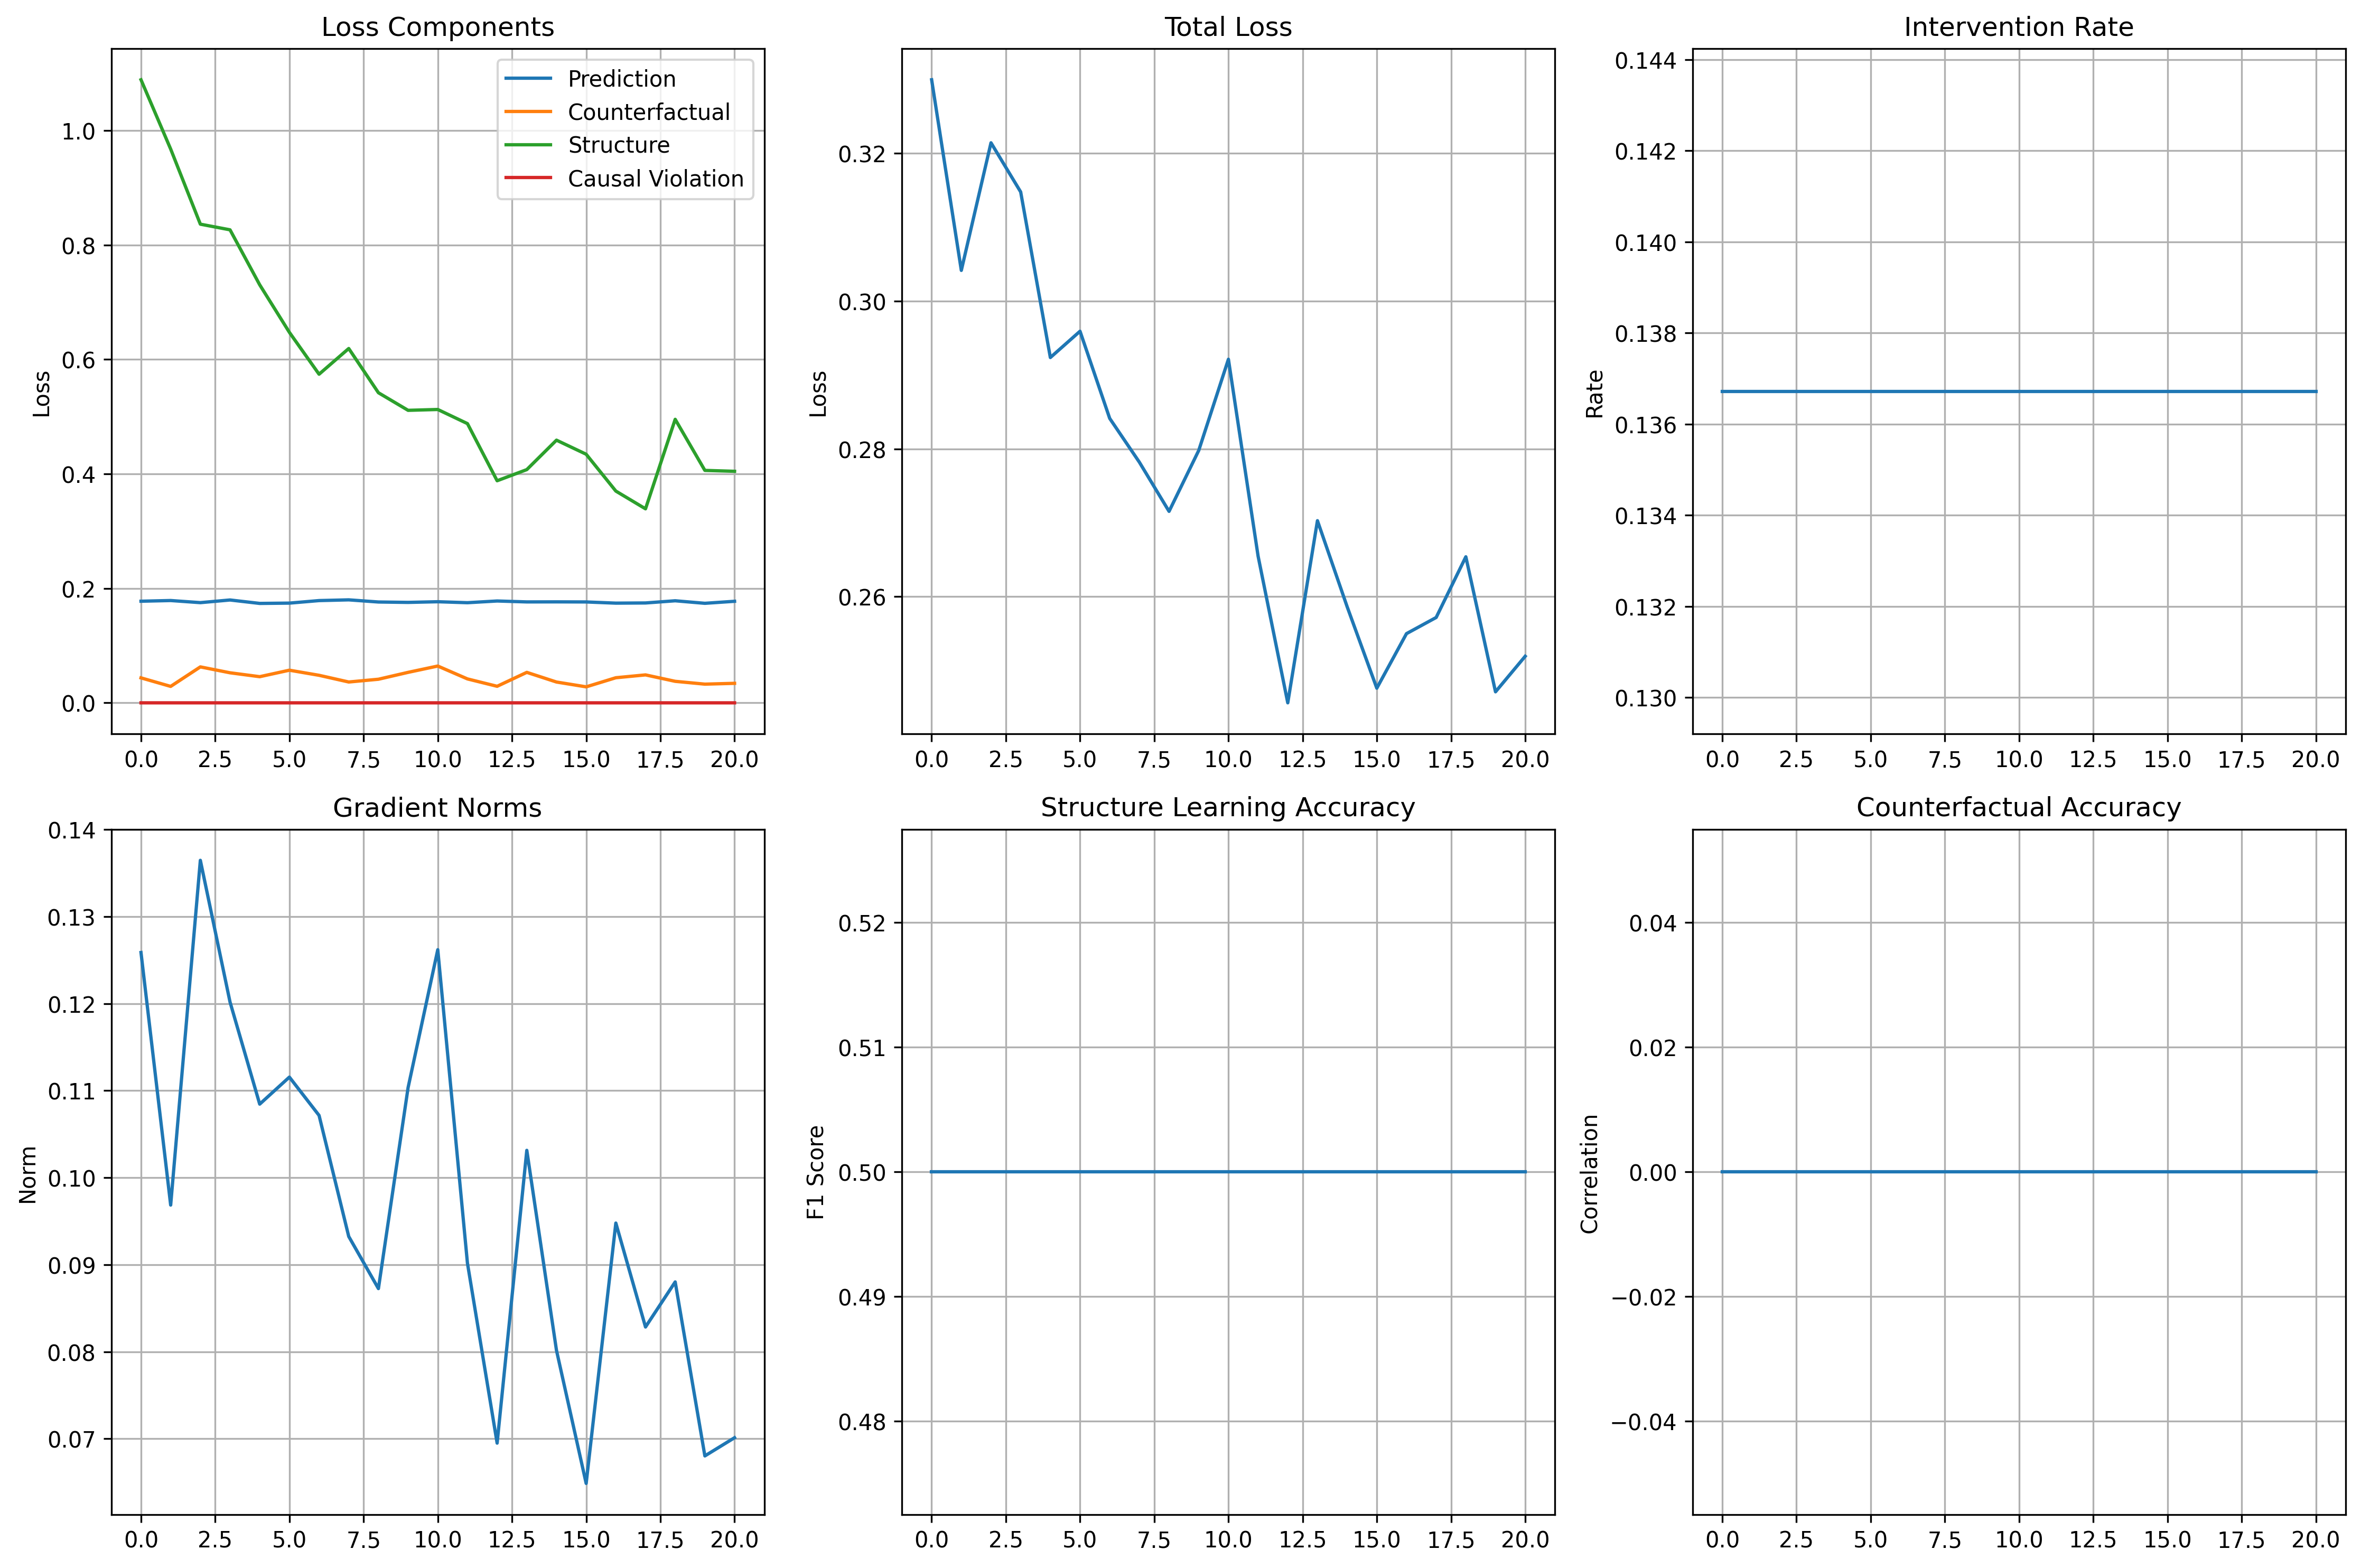 Loss Components
Loss
1.0
0.8
0.6
0.4
0.2
0.0
Prediction
Counterfactual
Structure
Causal Violation
0.0 2.5 5.0 7.5 10.0 12.5 15.0 17.5 20.0
Total Loss
Loss
0.32
0.30
0.28
0.26
0.0 2.5 5.0 7.5 10.0 12.5 15.0 17.5 20.0
Intervention Rate
Rate
0.144
0.142
0.140
0.138
0.136
0.134
0.132
0.130
0.0 2.5 5.0 7.5 10.0 12.5 15.0 17.5 20.0
Gradient Norms
Norm
0.14
0.13
0.12
0.11
0.10
0.09
0.08
0.07
0.0 2.5 5.0 7.5 10.0 12.5 15.0 17.5 20.0
Structure Learning Accuracy
F1 Score
0.52
0.51
0.50
0.49
0.48
0.0 2.5 5.0 7.5 10.0 12.5 15.0 17.5 20.0
Counterfactual Accuracy
Correlation
0.04
0.02
0.00
−0.02
−0.04
0.0 2.5 5.0 7.5 10.0 12.5 15.0 17.5 20.0